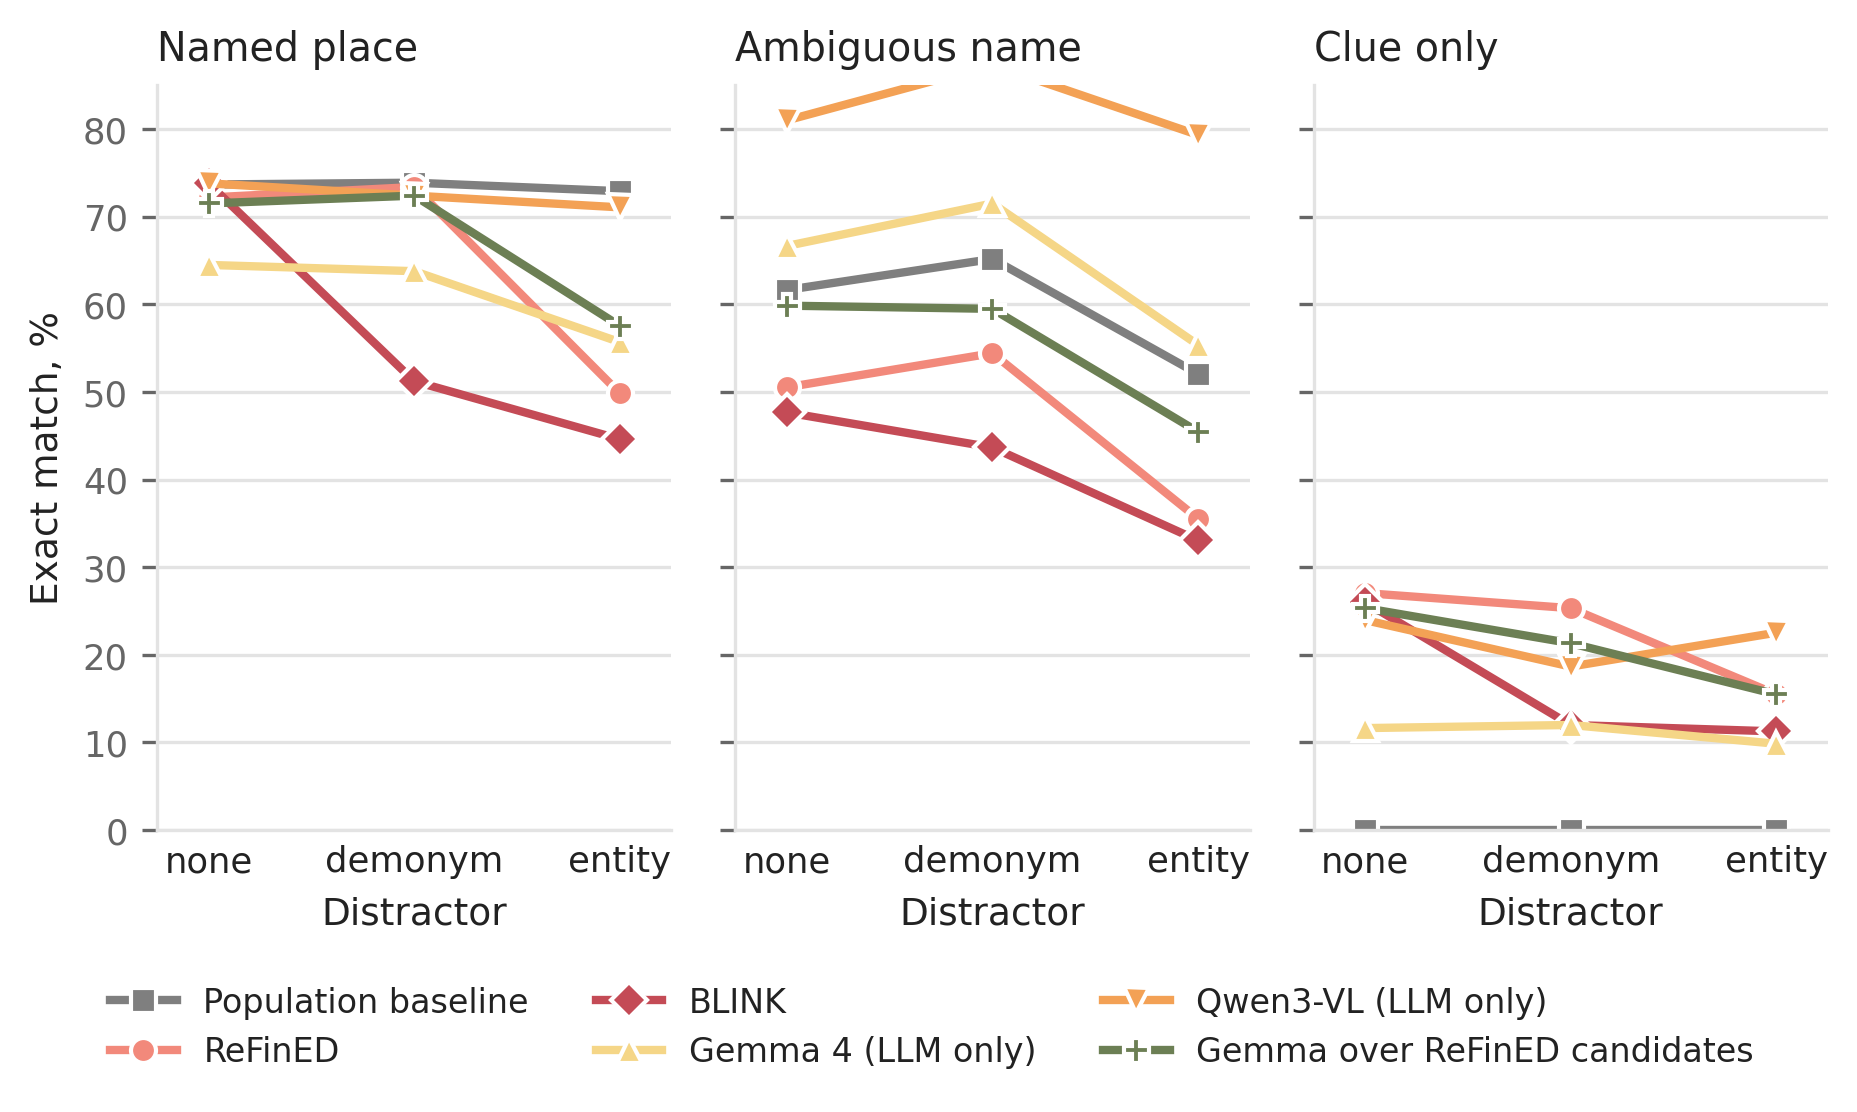 Named place
Ambiguous name
Clue only
Exact match, %
80
70
60
50
40
30
20
10
0
none demonym entity
none demonym entity
none demonym entity
Distractor
Distractor
Distractor
Population baseline
BLINK
Qwen3-VL (LLM only)
ReFinED
Gemma 4 (LLM only)
Gemma over ReFinED candidates